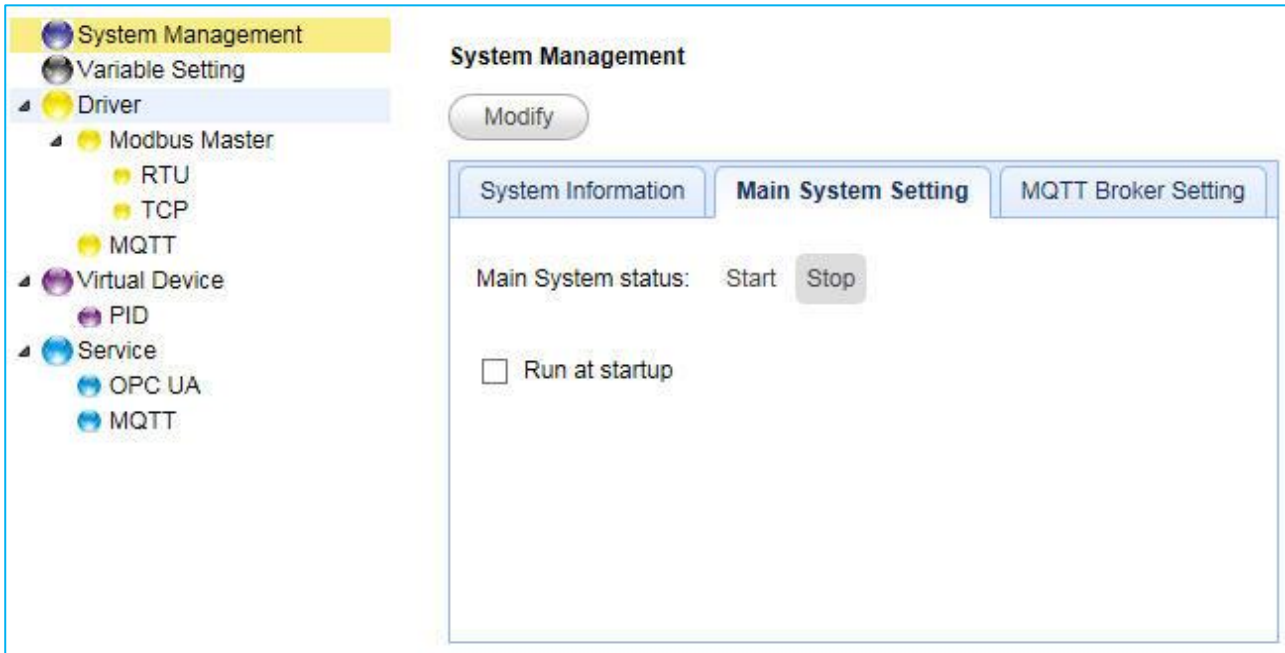 System Management
Variable Setting
Driver
Modbus Master
RTU
TCP
MQTT
Virtual Device
PID
Service
OPC UA
MQTT
System Management
Modify
System Information Main System Setting MQTT Broker Setting
Main System status: Start Stop
Run at startup